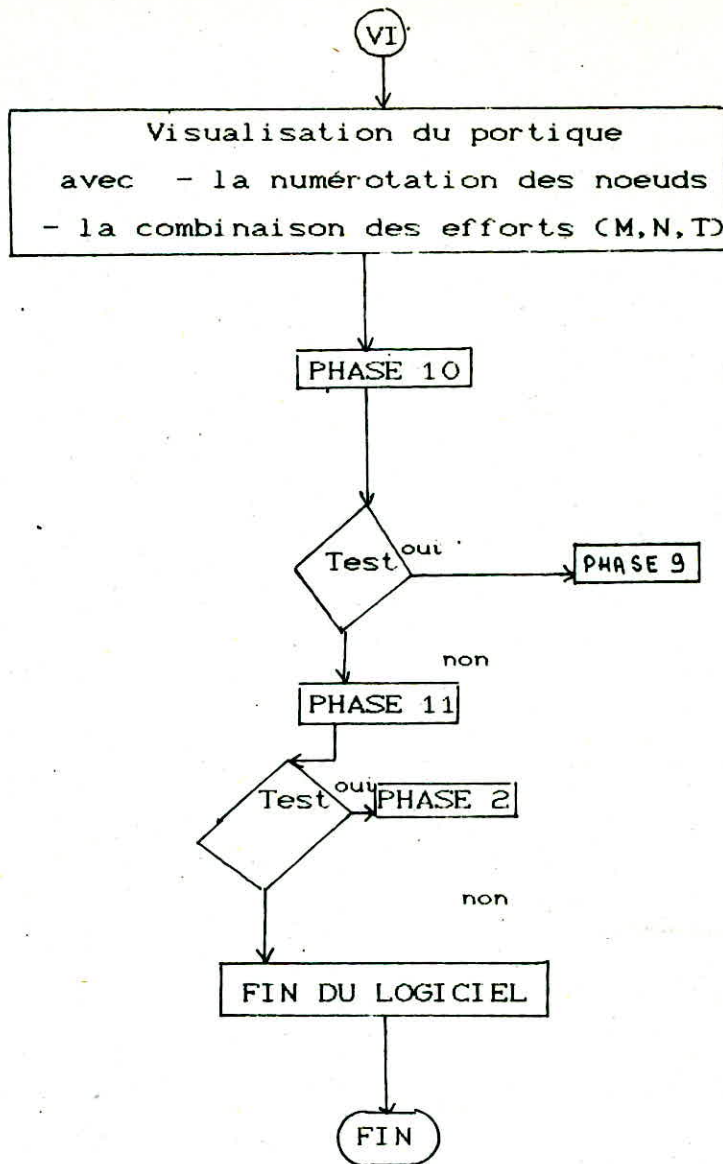 VI
Visualisation du portique
avec - la numérotation des noeuds
- la combinaison des efforts (M,N,T)
PHASE 10
Test oui
PHASE 9
non
PHASE 11
Test oui PHASE 2
non
FIN DU LOGICIEL
FIN